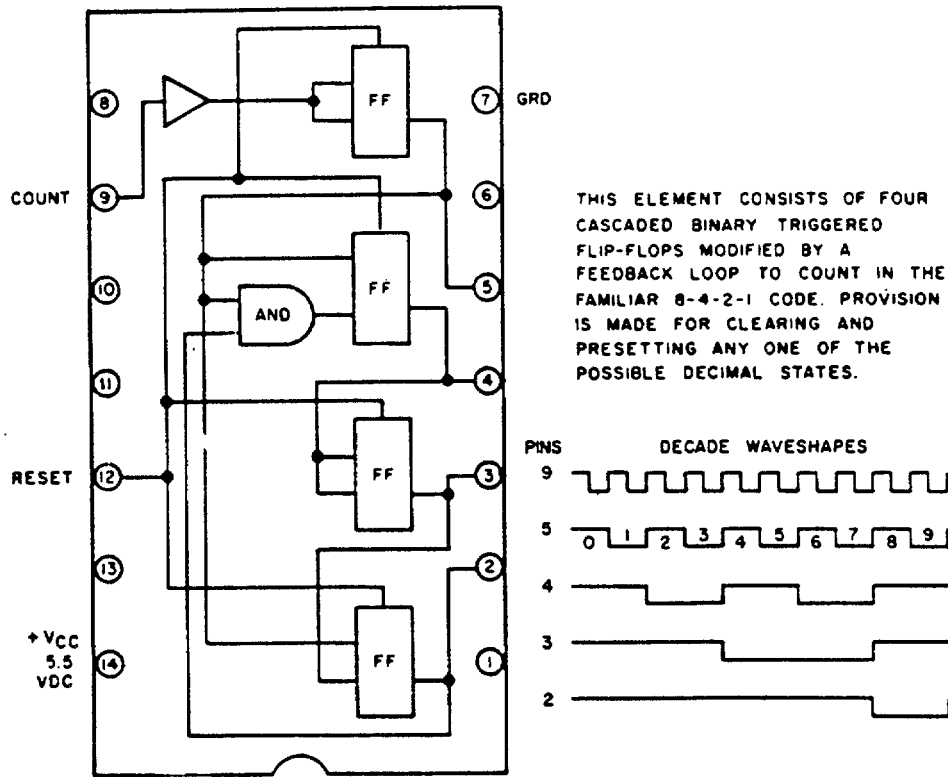 8
FF
7 GRD
COUNT 9
6
10
FF
5
AND
11
4
RESET 12
FF
3
13
2
+ VCC
5.5
VDC
14
FF
1
THIS ELEMENT CONSISTS OF FOUR
CASCADED BINARY TRIGGERED
FLIP-FLOPS MODIFIED BY A
FEEDBACK LOOP TO COUNT IN THE
FAMILIAR 8-4-2-1 CODE. PROVISION
IS MADE FOR CLEARING AND
PRESETTING ANY ONE OF THE
POSSIBLE DECIMAL STATES.
PINS DECADE WAVESHAPES
9
5 0 1 2 3 4 5 6 7 8 9
4
3
2